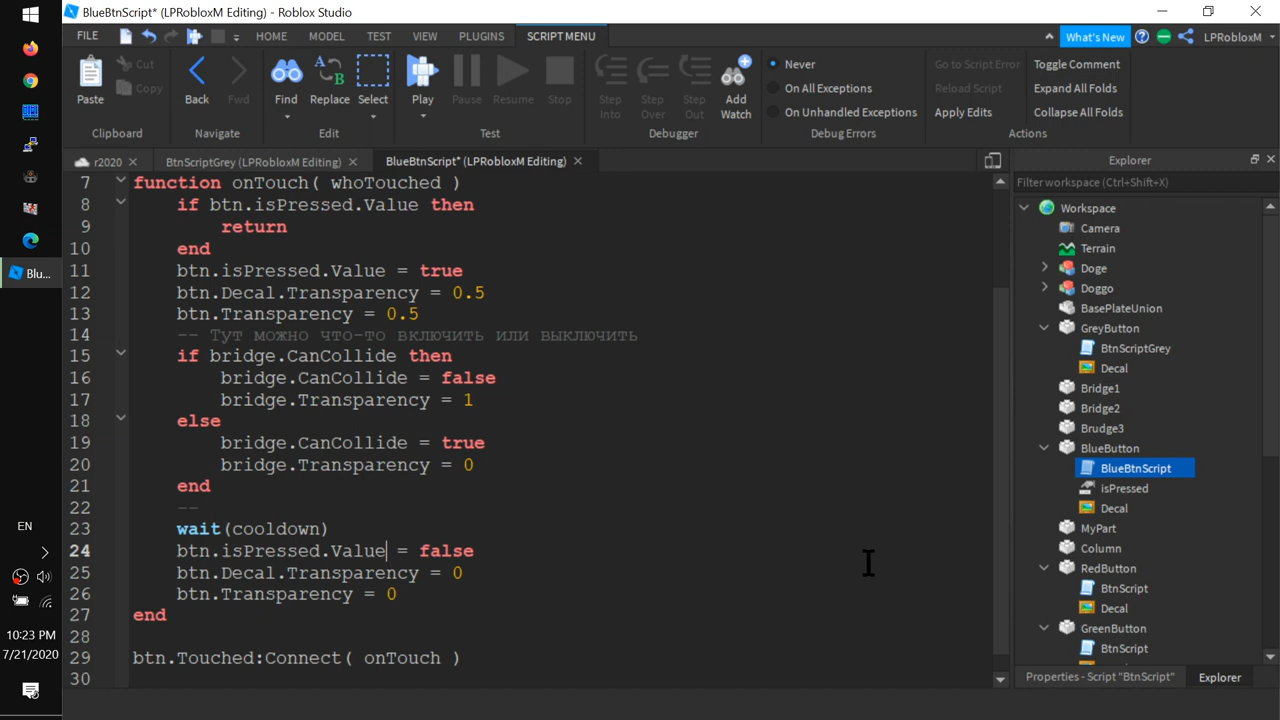 BlueBtnScript* (LPRobloxM Editing) - Roblox Studio
FILE HOME MODEL TEST VIEW PLUGINS SCRIPT MENU What's New LPRobloxM
Paste Cut Copy
Clipboard
Back Fwd
Navigate
Find Replace Select
Edit
Play Pause Resume Stop
Test
Step Into Step Over Step Out Add Watch
Debugger
Never
On All Exceptions
On Unhandled Exceptions
Debug Errors
Go to Script Error Toggle Comment
Reload Script Expand All Folds
Apply Edits Collapse All Folds
Actions
r2020 BtnScriptGrey (LPRobloxM Editing) BlueBtnScript* (LPRobloxM Editing)
7 function onTouch( whoTouched )
8 if btn.isPressed.Value then
9 return
10 end
11 btn.isPressed.Value = true
12 btn.Decal.Transparency = 0.5
13 btn.Transparency = 0.5
14 -- Тут можно что-то включить или выключить
15 if bridge.CanCollide then
16 bridge.CanCollide = false
17 bridge.Transparency = 1
18 else
19 bridge.CanCollide = true
20 bridge.Transparency = 0
21 end
22 --
23 wait(cooldown)
24 btn.isPressed.Value = false
25 btn.Decal.Transparency = 0
26 btn.Transparency = 0
27 end
28
29 btn.Touched:Connect( onTouch )
30
Explorer
Filter workspace (Ctrl+Shift+X)
Workspace
Camera
Terrain
Doge
Doggo
BasePlateUnion
GreyButton
BtnScriptGrey
Decal
Bridge1
Bridge2
Brudge3
BlueButton
BlueBtnScript
isPressed
Decal
MyPart
Column
RedButton
BtnScript
Decal
GreenButton
BtnScript
Properties - Script "BtnScript" Explorer
Blu...
EN
10:23 PM
7/21/2020